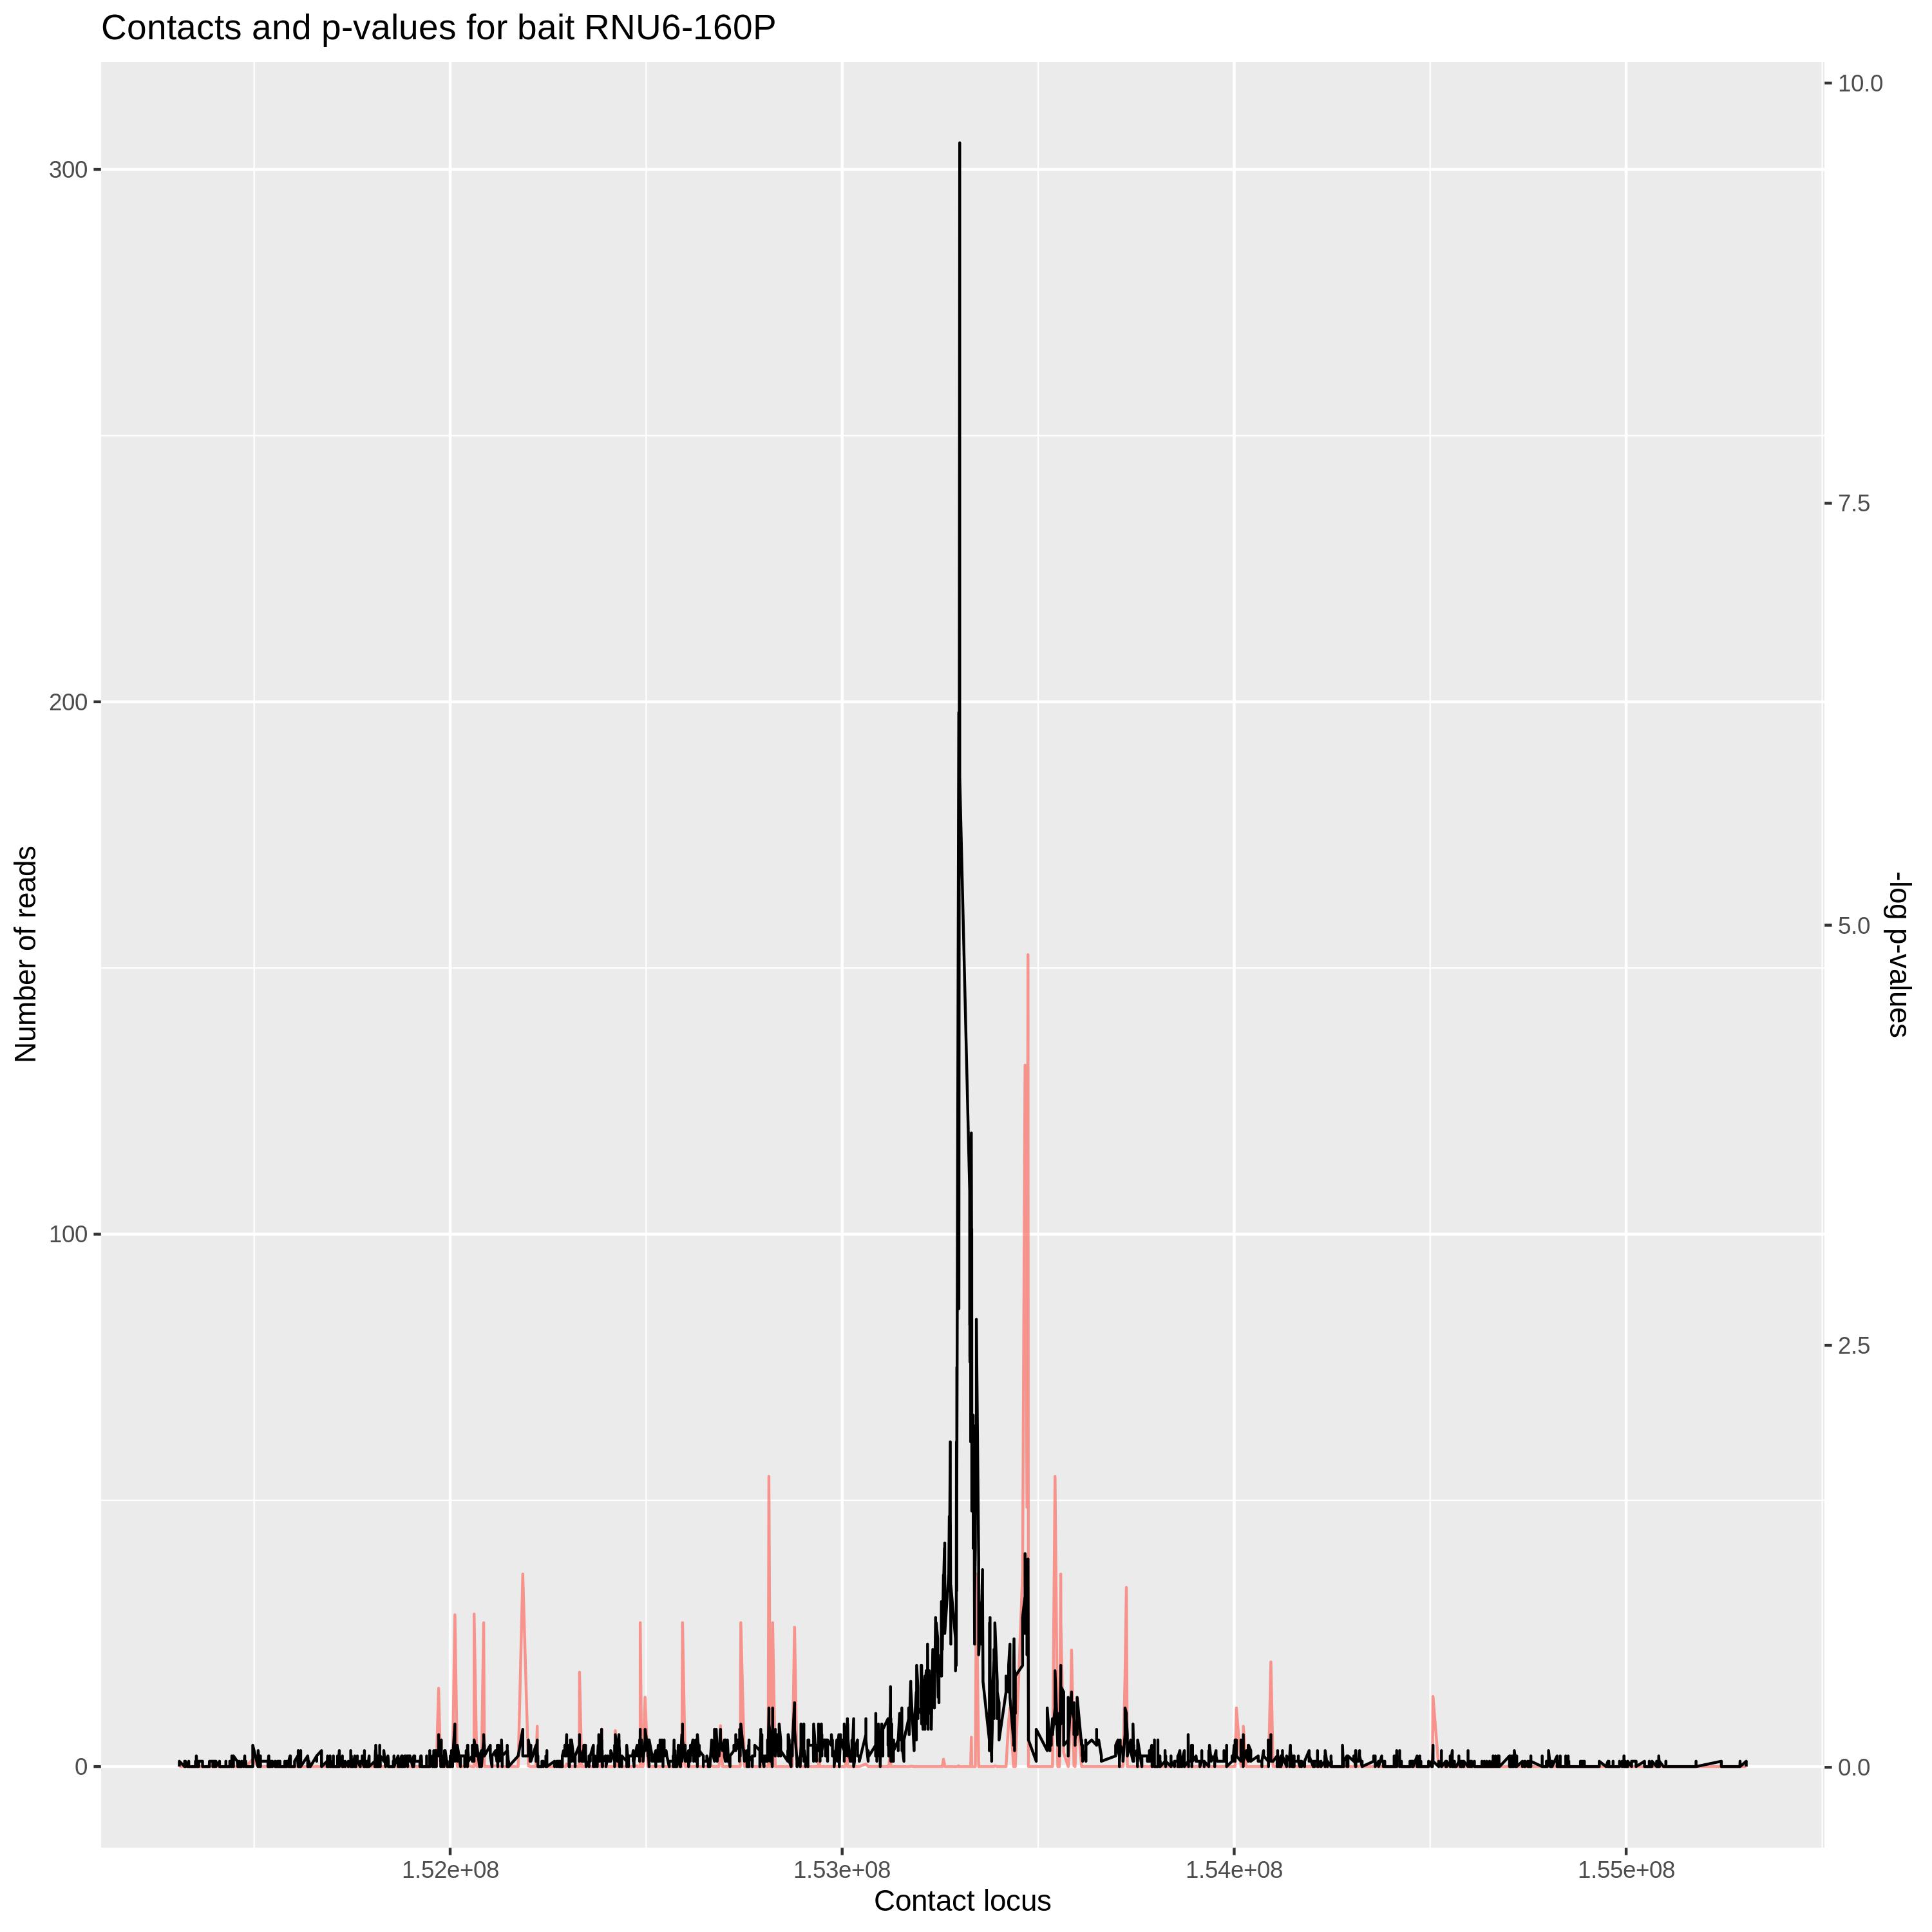 Contacts and p-values for bait RNU6-160P
Number of reads
300
200
100
0
10.0
7.5
5.0
2.5
0.0
-log p-values
1.52e+08
1.53e+08
1.54e+08
1.55e+08
Contact locus